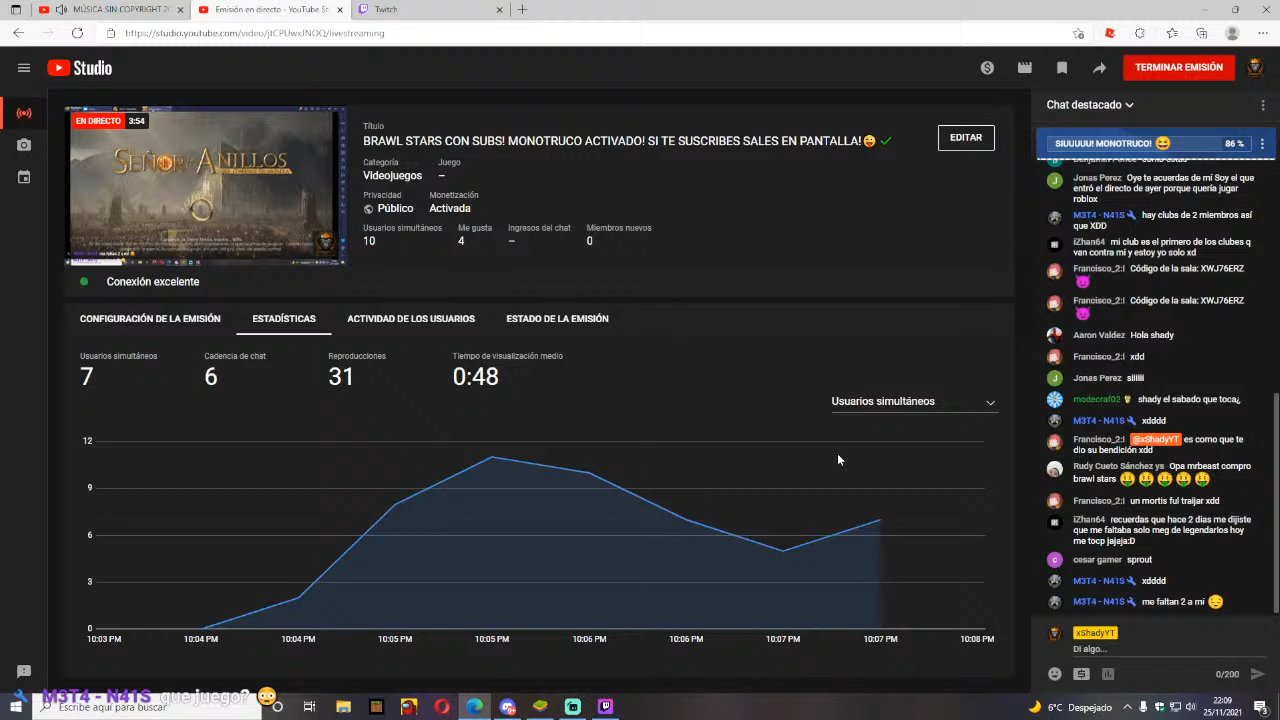 MÚSICA SIN COPYRIGHT 20
Emisión en directo - YouTube St
Twitch
https://studio.youtube.com/video/jtCPUwxJNOQ/livestreaming
Studio
TERMINAR EMISIÓN
EN DIRECTO 3:54
SEÑOR DE LOS ANILLOS
Título
BRAWL STARS CON SUBS! MONOTRUCO ACTIVADO! SI TE SUSCRIBES SALES EN PANTALLA!😜 ✔
EDITAR
Categoría
Juego
Videojuegos
–
Privacidad
Monetización
Público
Activada
Usuarios simultáneos
Me gusta
Ingresos del chat
Miembros nuevos
10
4
–
0
Conexión excelente
CONFIGURACIÓN DE LA EMISIÓN
ESTADÍSTICAS
ACTIVIDAD DE LOS USUARIOS
ESTADO DE LA EMISIÓN
Usuarios simultáneos
Cadencia de chat
Reproducciones
Tiempo de visualización medio
7
6
31
0:48
Usuarios simultáneos
12
9
6
3
0
10:03 PM
10:04 PM
10:04 PM
10:05 PM
10:05 PM
10:06 PM
10:06 PM
10:07 PM
10:07 PM
10:08 PM
Chat destacado
SIUUUUU! MONOTRUCO! 😆 86 %
Jonas Perez Oye te acuerdas de mí Soy el que
entró el directo de ayer porque quería jugar
roblox
M3T4 - N41S hay clubs de 2 miembros así
que XDD
iZhan64 mi club es el primero de los clubes q
van contra mi y estoy yo solo xd
Francisco_2:I Código de la sala: XWJ76ERZ
😈
Francisco_2:I Código de la sala: XWJ76ERZ
😈
Aaron Valdez Hola shady
Francisco_2:I xdd
Jonas Perez siiiiii
modecraf02 shady el sabado que toca¿
M3T4 - N41S xdddd
Francisco_2:I @xShadyYT es como que te
dio su bendición xdd
Rudy Cueto Sánchez ys Opa mrbeast compro
brawl stars 🤑 🤑 🤑 🤑 🤑
Francisco_2:I un mortis ful traijar xdd
iZhan64 recuerdas que hace 2 dias me dijiste
que me faltaba solo meg de legendarios hoy
me tocp jajaja:D
cesar gamer sprout
M3T4 - N41S xdddd
M3T4 - N41S me faltan 2 a mi 😔
xShadyYT
Di algo...
0/200
M3T4 - N41S que juego? 😳
Escribe aquí para buscar
6°C Despejado
22:09
25/11/2021
3